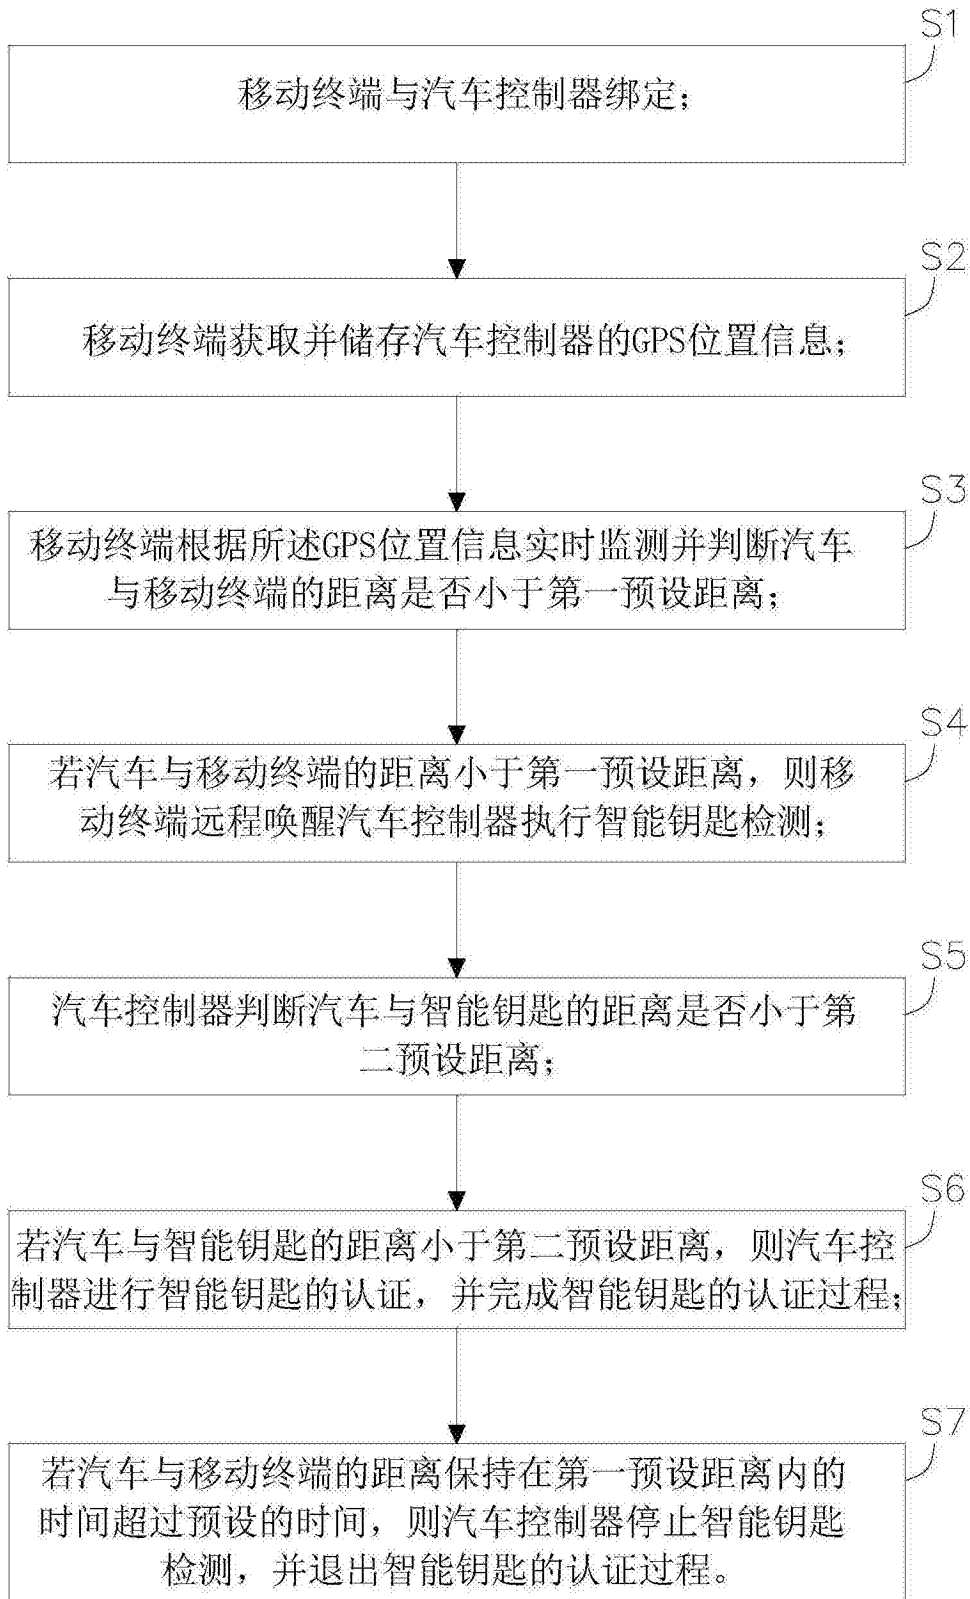 S1
移动终端与汽车控制器绑定；
S2
移动终端获取并储存汽车控制器的GPS位置信息；
S3
移动终端根据所述GPS位置信息实时监测并判断汽车
与移动终端的距离是否小于第一预设距离；
S4
若汽车与移动终端的距离小于第一预设距离，则移
动终端远程唤醒汽车控制器执行智能钥匙检测；
S5
汽车控制器判断汽车与智能钥匙的距离是否小于第
二预设距离；
S6
若汽车与智能钥匙的距离小于第二预设距离，则汽车控
制器进行智能钥匙的认证，并完成智能钥匙的认证过程；
S7
若汽车与移动终端的距离保持在第一预设距离内的
时间超过预设的时间，则汽车控制器停止智能钥匙
检测，并退出智能钥匙的认证过程。